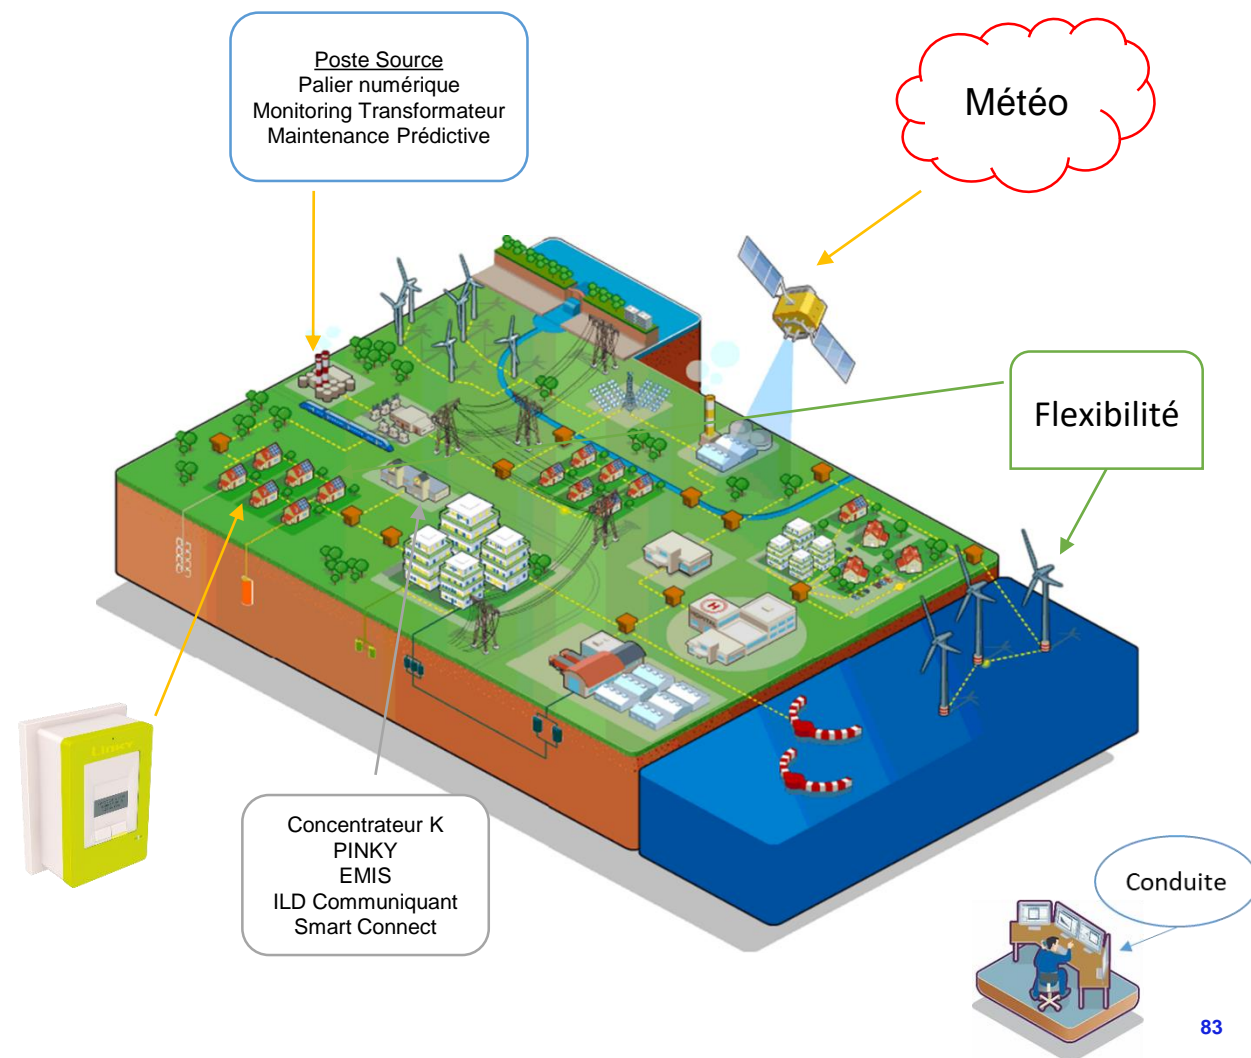 Poste Source
Palier numérique
Monitoring Transformateur
Maintenance Prédictive
Météo
Flexibilité
Linky
Concentrateur K
PINKY
EMIS
ILD Communiquant
Smart Connect
Conduite
83